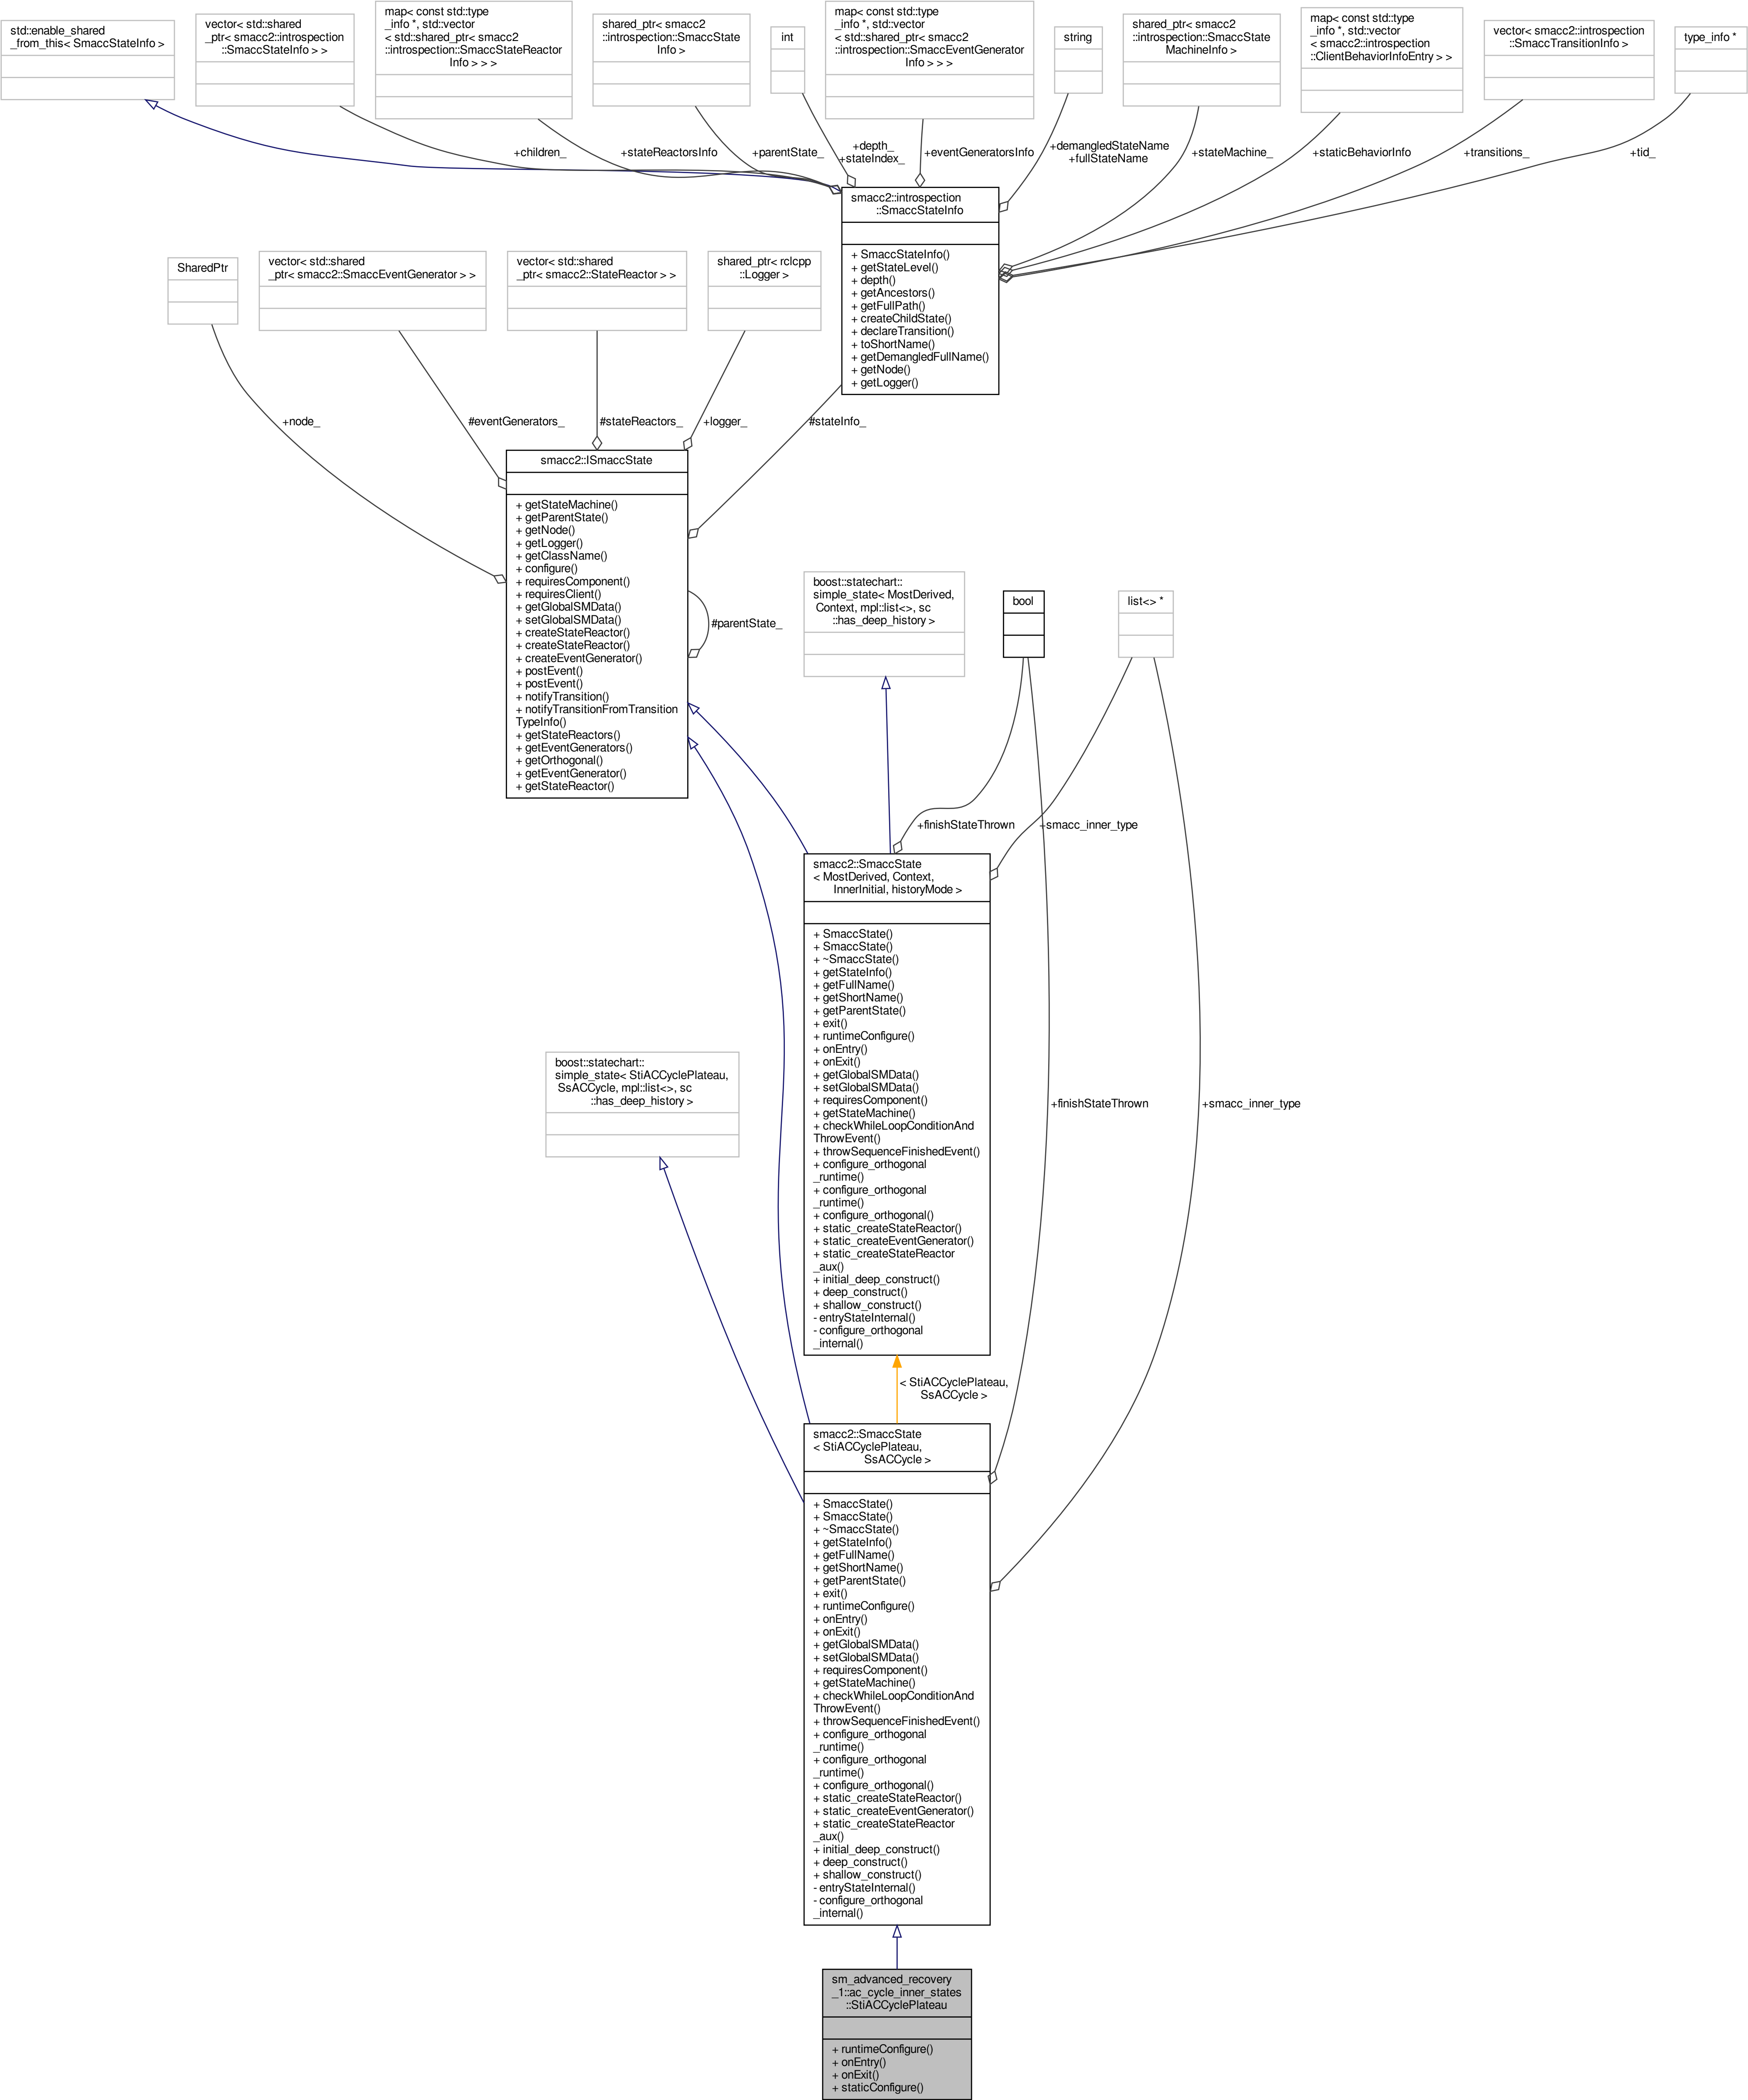 std::enable_shared
_from_this< SmaccStateInfo >
vector< std::shared
_ptr< smacc2::introspection
::SmaccStateInfo > >
map< const std::type
_info *, std::vector
< std::shared_ptr< smacc2
::introspection::SmaccStateReactor
Info > > >
shared_ptr< smacc2
::introspection::SmaccState
Info >
int
map< const std::type
_info *, std::vector
< std::shared_ptr< smacc2
::introspection::SmaccEventGenerator
Info > > >
string
shared_ptr< smacc2
::introspection::SmaccState
MachineInfo >
map< const std::type
_info *, std::vector
< smacc2::introspection
::ClientBehaviorInfoEntry > >
vector< smacc2::introspection
::SmaccTransitionInfo >
type_info *
+children_
+stateReactorsInfo
+parentState_
+depth_
+stateIndex_
+eventGeneratorsInfo
+demangledStateName
+fullStateName
+stateMachine_
+staticBehaviorInfo
+transitions_
+tid_
smacc2::introspection
::SmaccStateInfo
+ SmaccStateInfo()
+ getStateLevel()
+ depth()
+ getAncestors()
+ getFullPath()
+ createChildState()
+ declareTransition()
+ toShortName()
+ getDemangledFullName()
+ getNode()
+ getLogger()
SharedPtr
vector< std::shared
_ptr< smacc2::SmaccEventGenerator > >
vector< std::shared
_ptr< smacc2::StateReactor > >
shared_ptr< rclcpp
::Logger >
+node_
#eventGenerators_
#stateReactors_
+logger_
#stateInfo_
smacc2::ISmaccState
+ getStateMachine()
+ getParentState()
+ getNode()
+ getLogger()
+ getClassName()
+ configure()
+ requiresComponent()
+ requiresClient()
+ getGlobalSMData()
+ setGlobalSMData()
+ createStateReactor()
+ createStateReactor()
+ createEventGenerator()
+ postEvent()
+ postEvent()
+ notifyTransition()
+ notifyTransitionFromTransition
TypeInfo()
+ getStateReactors()
+ getEventGenerators()
+ getOrthogonal()
+ getEventGenerator()
+ getStateReactor()
#parentState_
boost::statechart::
simple_state< MostDerived,
Context, mpl::list<>, sc
::has_deep_history >
bool
list<> *
+finishStateThrown
+smacc_inner_type
smacc2::SmaccState
< MostDerived, Context,
InnerInitial, historyMode >
+ SmaccState()
+ SmaccState()
+ ~SmaccState()
+ getStateInfo()
+ getFullName()
+ getShortName()
+ getParentState()
+ exit()
+ runtimeConfigure()
+ onEntry()
+ onExit()
+ getGlobalSMData()
+ setGlobalSMData()
+ requiresComponent()
+ getStateMachine()
+ checkWhileLoopConditionAnd
ThrowEvent()
+ throwSequenceFinishedEvent()
+ configure_orthogonal
_runtime()
+ configure_orthogonal
_runtime()
+ configure_orthogonal()
+ static_createStateReactor()
+ static_createEventGenerator()
+ static_createStateReactor
_aux()
+ initial_deep_construct()
+ deep_construct()
+ shallow_construct()
- entryStateInternal()
- configure_orthogonal
_internal()
boost::statechart::
simple_state< StiACCyclePlateau,
SsACCycle, mpl::list<>, sc
::has_deep_history >
+finishStateThrown
+smacc_inner_type
< StiACCyclePlateau,
SsACCycle >
smacc2::SmaccState
< StiACCyclePlateau,
SsACCycle >
+ SmaccState()
+ SmaccState()
+ ~SmaccState()
+ getStateInfo()
+ getFullName()
+ getShortName()
+ getParentState()
+ exit()
+ runtimeConfigure()
+ onEntry()
+ onExit()
+ getGlobalSMData()
+ setGlobalSMData()
+ requiresComponent()
+ getStateMachine()
+ checkWhileLoopConditionAnd
ThrowEvent()
+ throwSequenceFinishedEvent()
+ configure_orthogonal
_runtime()
+ configure_orthogonal
_runtime()
+ configure_orthogonal()
+ static_createStateReactor()
+ static_createEventGenerator()
+ static_createStateReactor
_aux()
+ initial_deep_construct()
+ deep_construct()
+ shallow_construct()
- entryStateInternal()
- configure_orthogonal
_internal()
sm_advanced_recovery
_1::ac_cycle_inner_states
::StiACCyclePlateau
+ runtimeConfigure()
+ onEntry()
+ onExit()
+ staticConfigure()